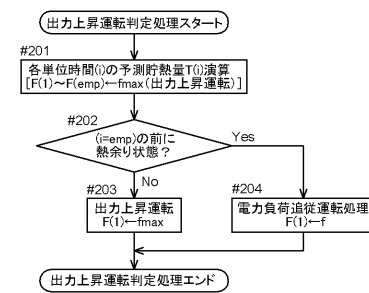 出力上昇運転判定処理スタート
#201
各単位時間(i)の予測貯熱量T(i)演算
[F(1)～F(emp)←fmax(出力上昇運転)]
#202
(i=emp)の前に
熱余り状態？
Yes
No
#203
出力上昇運転
F(1)←fmax
#204
電力負荷追従運転処理
F(1)←f
出力上昇運転判定処理エンド